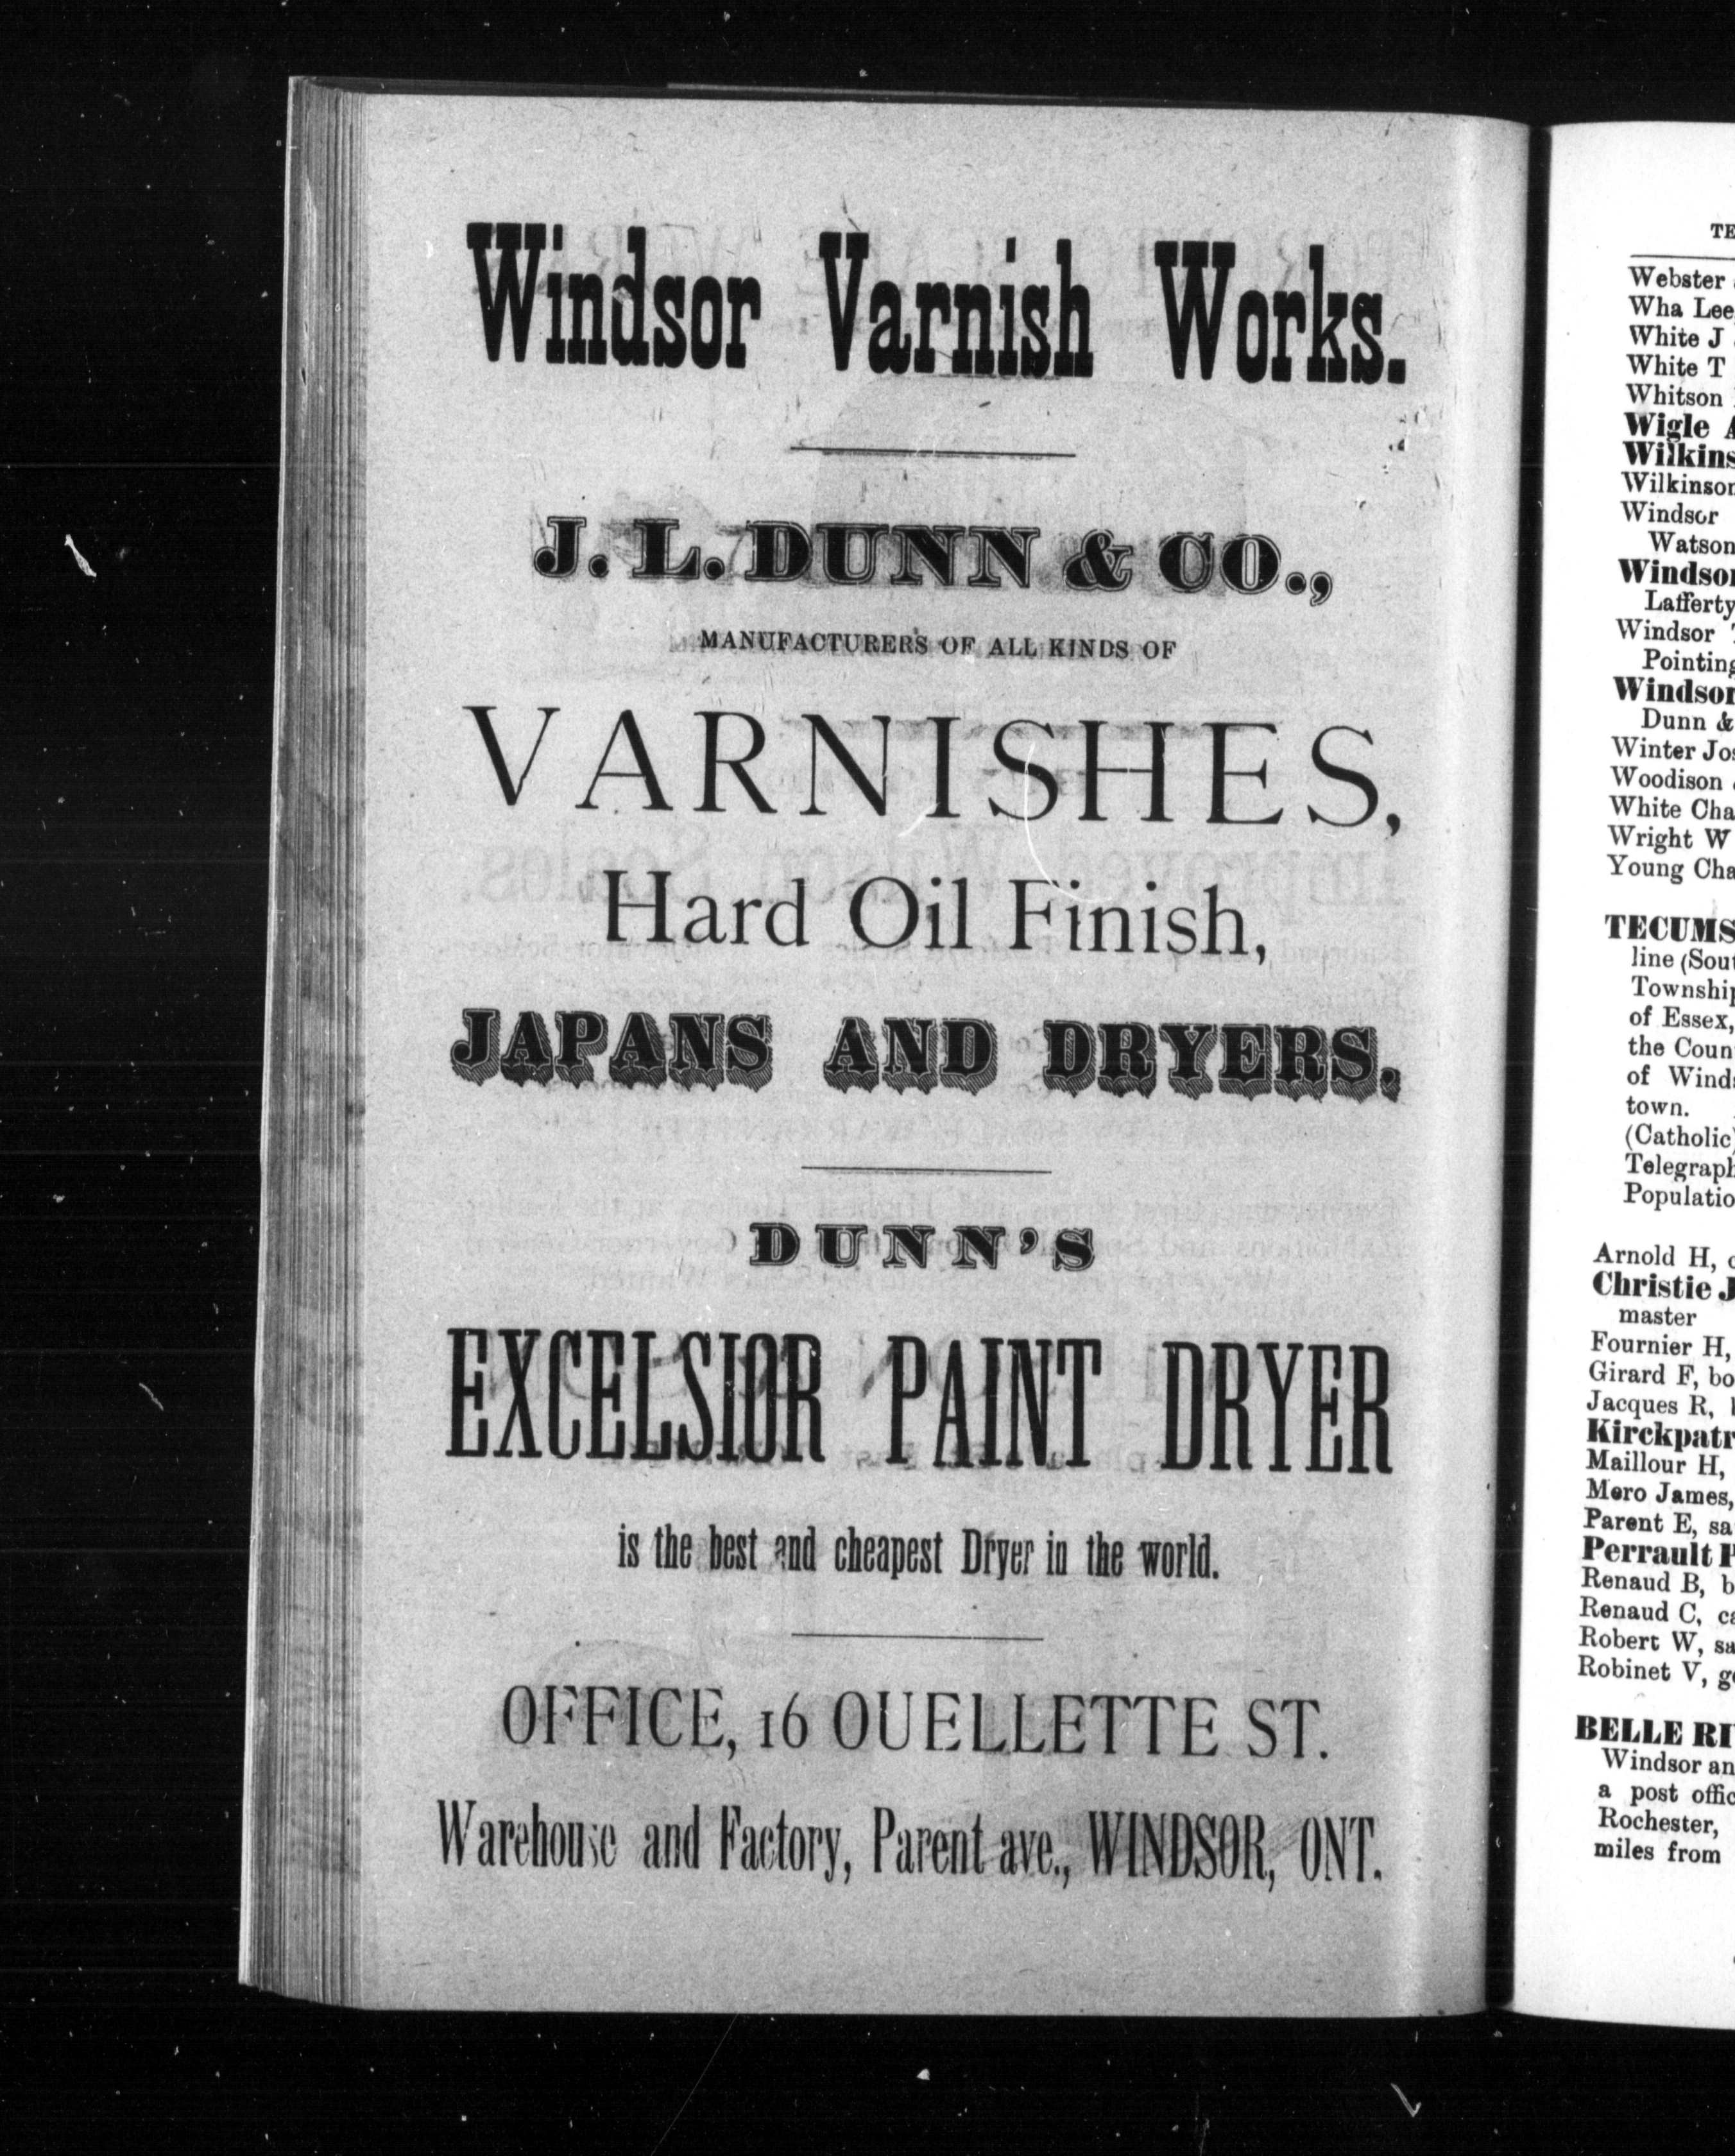 Windsor Varnish Works.
J. L. DUNN & CO.,
MANUFACTURERS OF ALL KINDS OF
VARNISHES,
Hard Oil Finish,
JAPANS AND DRYERS.
DUNN'S
EXCELSIOR PAINT DRYER
is the best and cheapest Dryer in the world.
OFFICE, 16 OUELLETTE ST.
Warehouse and Factory, Parent ave., WINDSOR, ONT.
TE
Webster
Wha Lee
White J
White T
Whitson
Wigle A
Wilkins
Wilkinson
Windsor
Watson
Windsor
Lafferty
Windsor
Pointing
Windsor
Dunn &
Winter Jos
Woodison
White Cha
Wright W
Young Cha
TECUMS
line (Sout
Township
of Essex,
the Coun
of Winds
town.
(Catholic)
Telegraph
Populatio
Arnold H, c
Christie J
master
Fournier H,
Girard F, bo
Jacques R,
Kirckpatr
Maillour H,
Mero James,
Parent E, sa
Perrault P
Renaud B, b
Renaud C, ca
Robert W, sa
Robinet V, ge
BELLE RI
Windsor an
a post offic
Rochester,
miles from